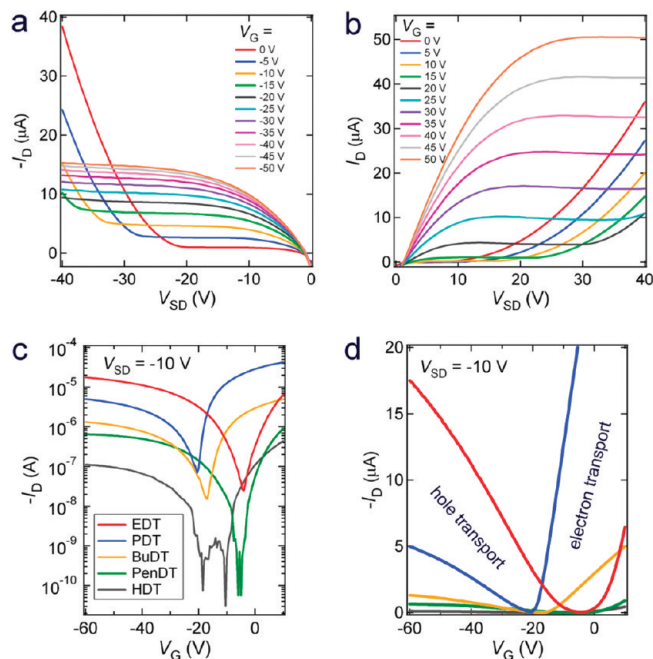 a
V_G =
0 V
-5 V
-10 V
-15 V
-20 V
-25 V
-30 V
-35 V
-40 V
-45 V
-50 V
-I_D (µA)
40
30
20
10
0
-40 -30 -20 -10 0
V_SD (V)
b
V_G =
0 V
5 V
10 V
15 V
20 V
25 V
30 V
35 V
40 V
45 V
50 V
I_D (µA)
50
40
30
20
10
0
0 10 20 30 40
V_SD (V)
c
V_SD = -10 V
-I_D (A)
10^-4
10^-5
10^-6
10^-7
10^-8
10^-9
10^-10
EDT
PDT
BuDT
PenDT
HDT
-60 -40 -20 0
V_G (V)
d
V_SD = -10 V
-I_D (µA)
20
15
10
5
0
hole transport
electron transport
-60 -40 -20 0
V_G (V)